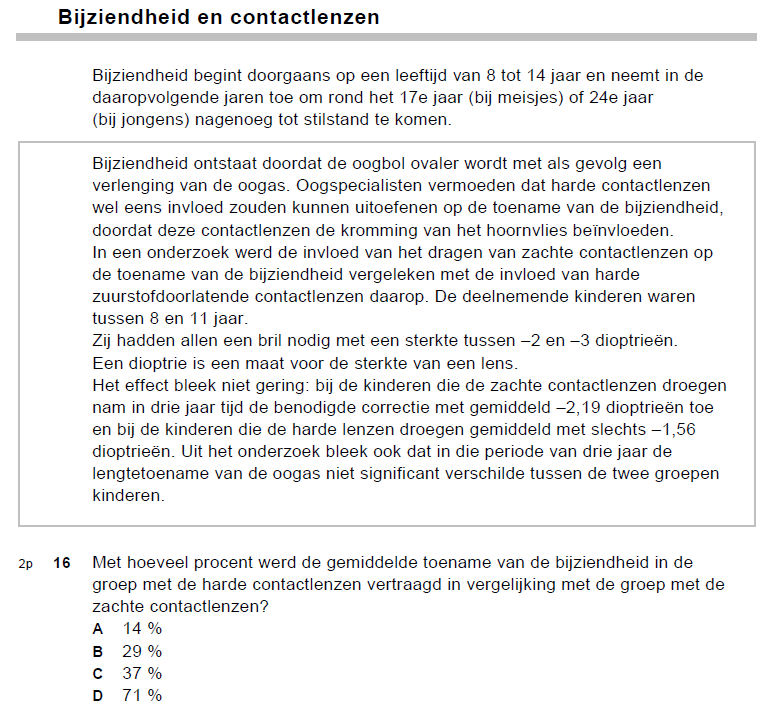 Bijziendheid en contactlenzen
Bijziendheid begint doorgaans op een leeftijd van 8 tot 14 jaar en neemt in de
daaropvolgende jaren toe om rond het 17e jaar (bij meisjes) of 24e jaar
(bij jongens) nagenoeg tot stilstand te komen.
Bijziendheid ontstaat doordat de oogbol ovaler wordt met als gevolg een
verlenging van de oogas. Oogspecialisten vermoeden dat harde contactlenzen
wel eens invloed zouden kunnen uitoefenen op de toename van de bijziendheid,
doordat deze contactlenzen de kromming van het hoornvlies beïnvloeden.
In een onderzoek werd de invloed van het dragen van zachte contactlenzen op
de toename van de bijziendheid vergeleken met de invloed van harde
zuurstofdoorlatende contactlenzen daarop. De deelnemende kinderen waren
tussen 8 en 11 jaar.
Zij hadden allen een bril nodig met een sterkte tussen –2 en –3 dioptrieën.
Een dioptrie is een maat voor de sterkte van een lens.
Het effect bleek niet gering: bij de kinderen die de zachte contactlenzen droegen
nam in drie jaar tijd de benodigde correctie met gemiddeld –2,19 dioptrieën toe
en bij de kinderen die de harde lenzen droegen gemiddeld met slechts –1,56
dioptrieën. Uit het onderzoek bleek ook dat in die periode van drie jaar de
lengtetoename van de oogas niet significant verschilde tussen de twee groepen
kinderen.
2p 16 Met hoeveel procent werd de gemiddelde toename van de bijziendheid in de
groep met de harde contactlenzen vertraagd in vergelijking met de groep met de
zachte contactlenzen?
A 14 %
B 29 %
C 37 %
D 71 %